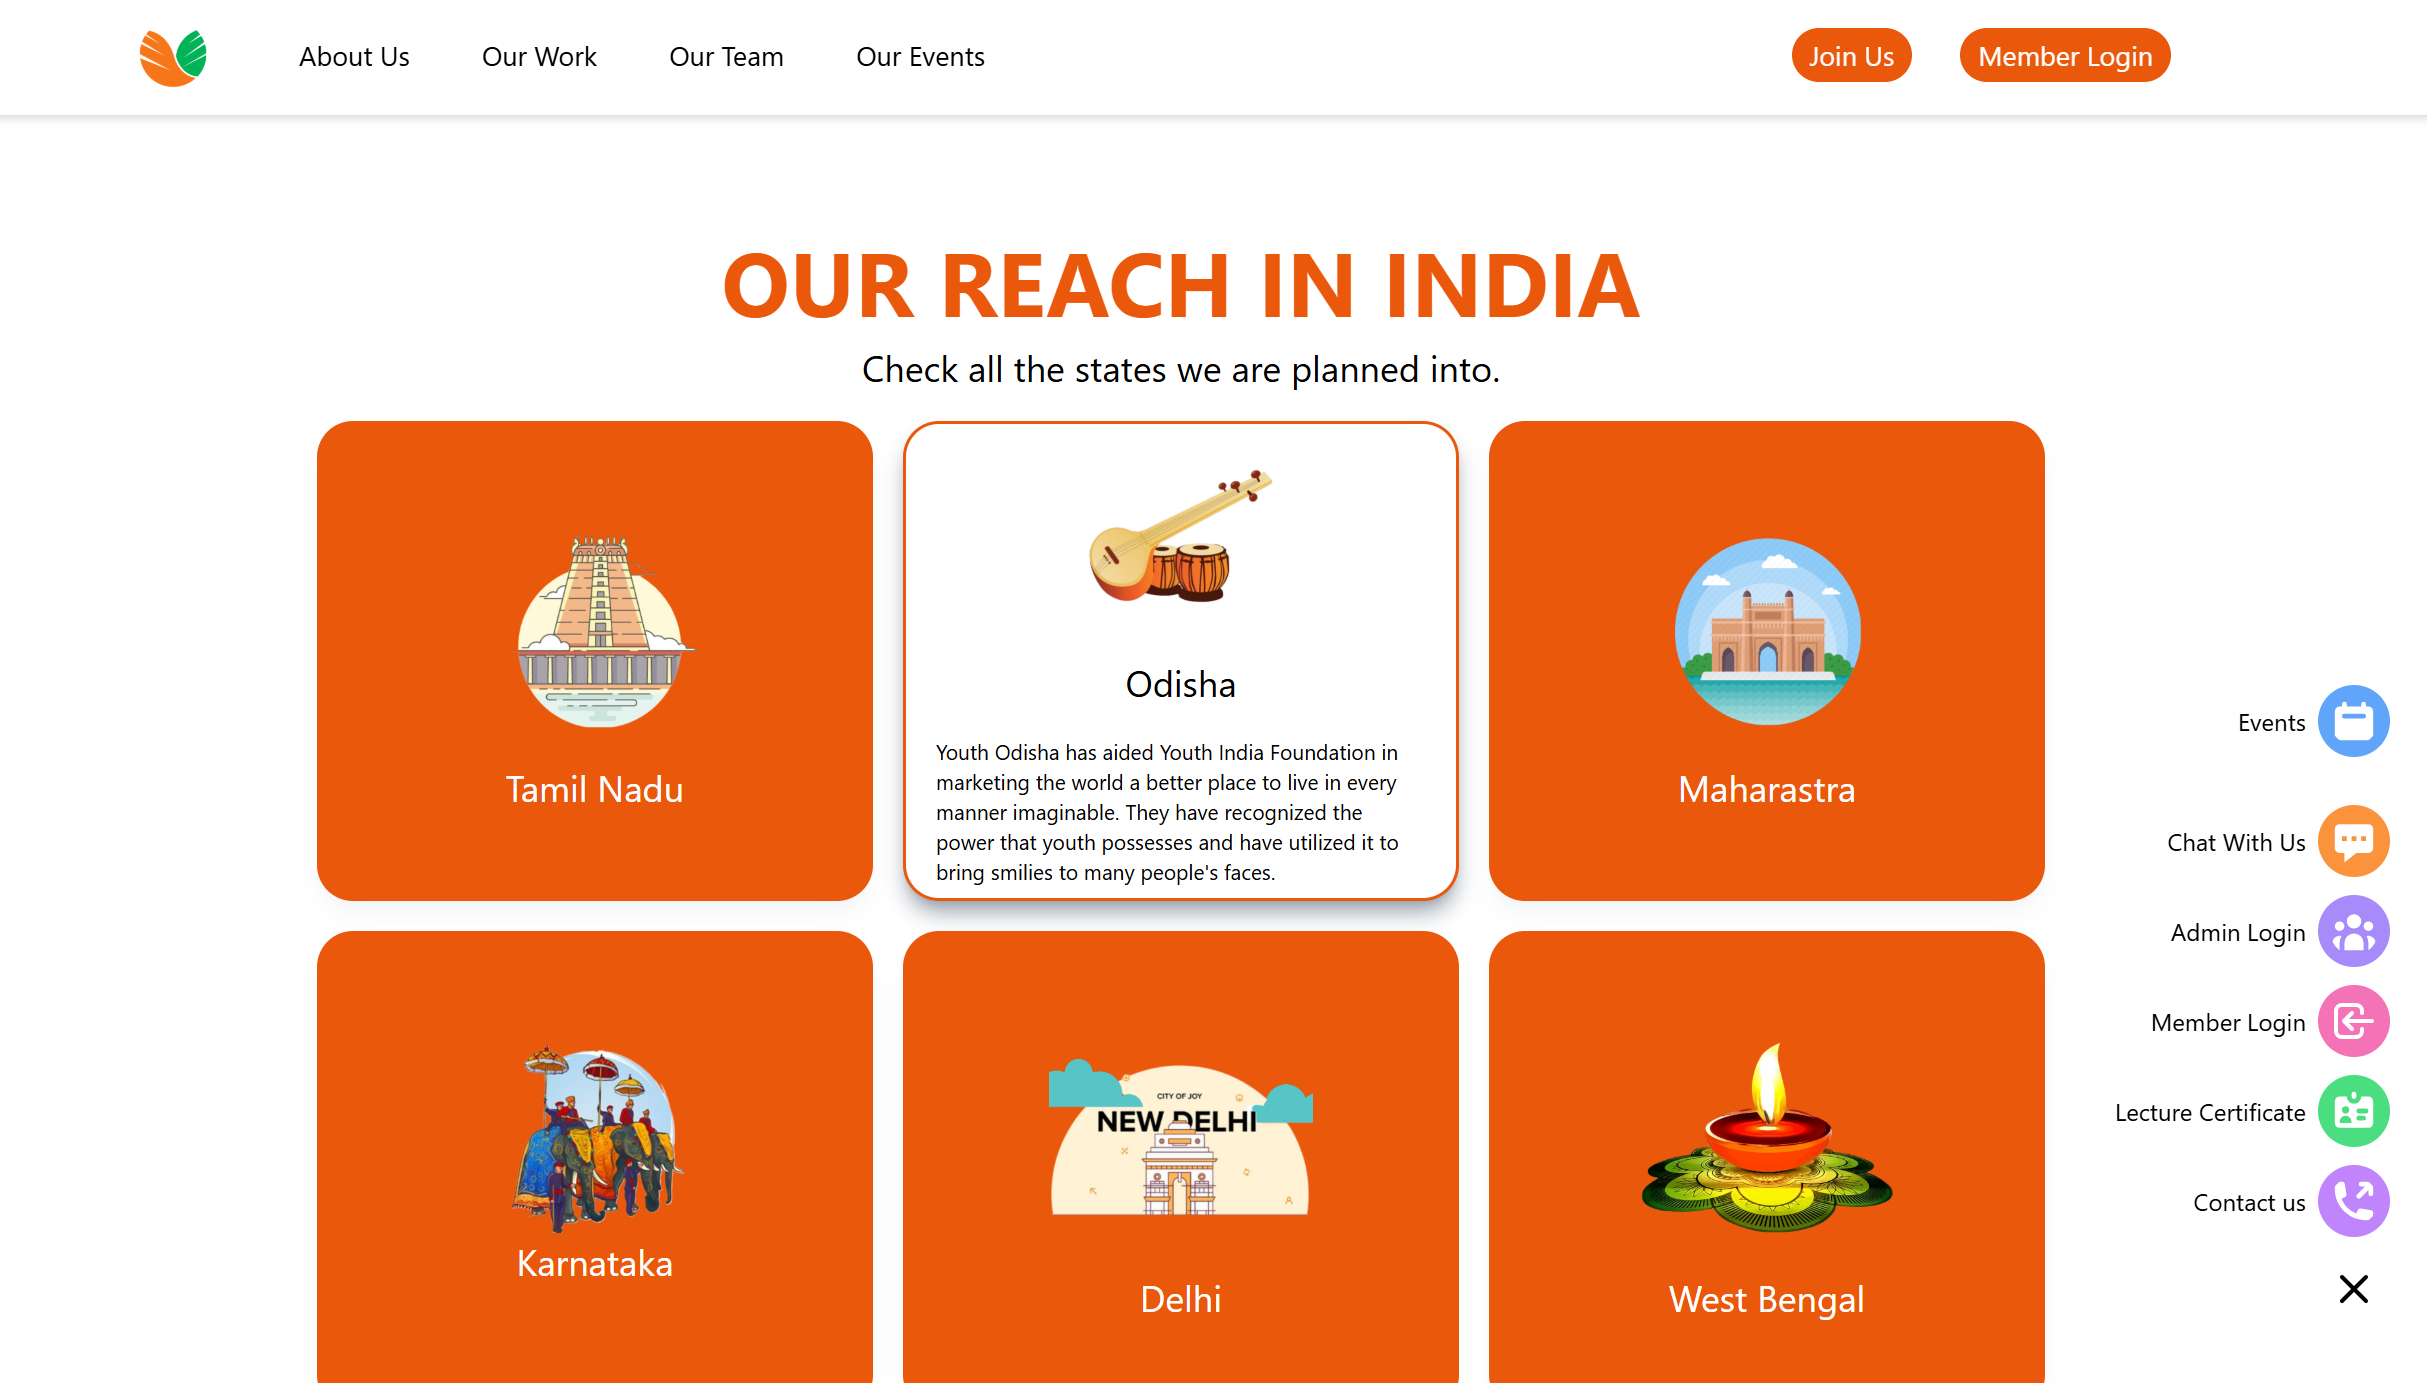 About Us
Our Work
Our Team
Our Events
Join Us
Member Login
OUR REACH IN INDIA
Check all the states we are planned into.
Tamil Nadu
Odisha
Youth Odisha has aided Youth India Foundation in
marketing the world a better place to live in every
manner imaginable. They have recognized the
power that youth possesses and have utilized it to
bring smilies to many people's faces.
Maharastra
Karnataka
CITY OF JOY
NEW DELHI
Delhi
West Bengal
Events
Chat With Us
Admin Login
Member Login
Lecture Certificate
Contact us